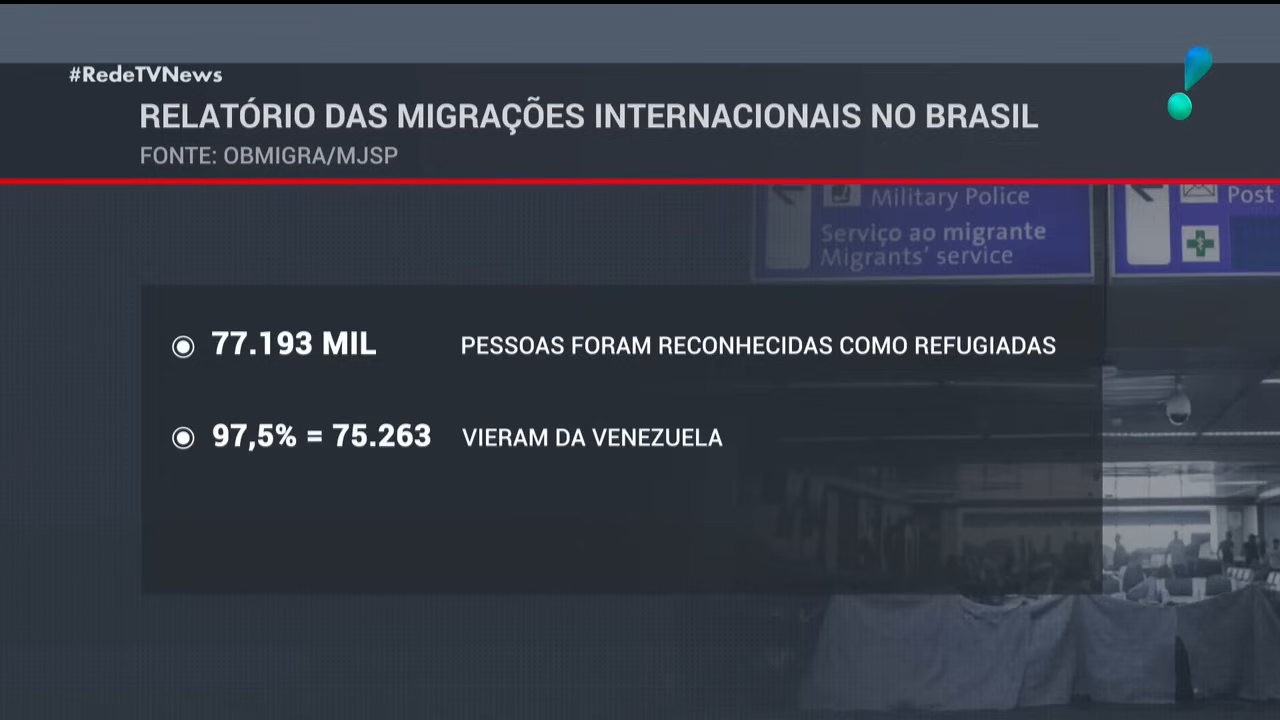 #RedeTVNews
RELATÓRIO DAS MIGRAÇÕES INTERNACIONAIS NO BRASIL
FONTE: OBMIGRA/MJSP
Military Police
Post
Serviço ao migrante
Migrants' service
77.193 MIL PESSOAS FORAM RECONHECIDAS COMO REFUGIADAS
97,5% = 75.263 VIERAM DA VENEZUELA